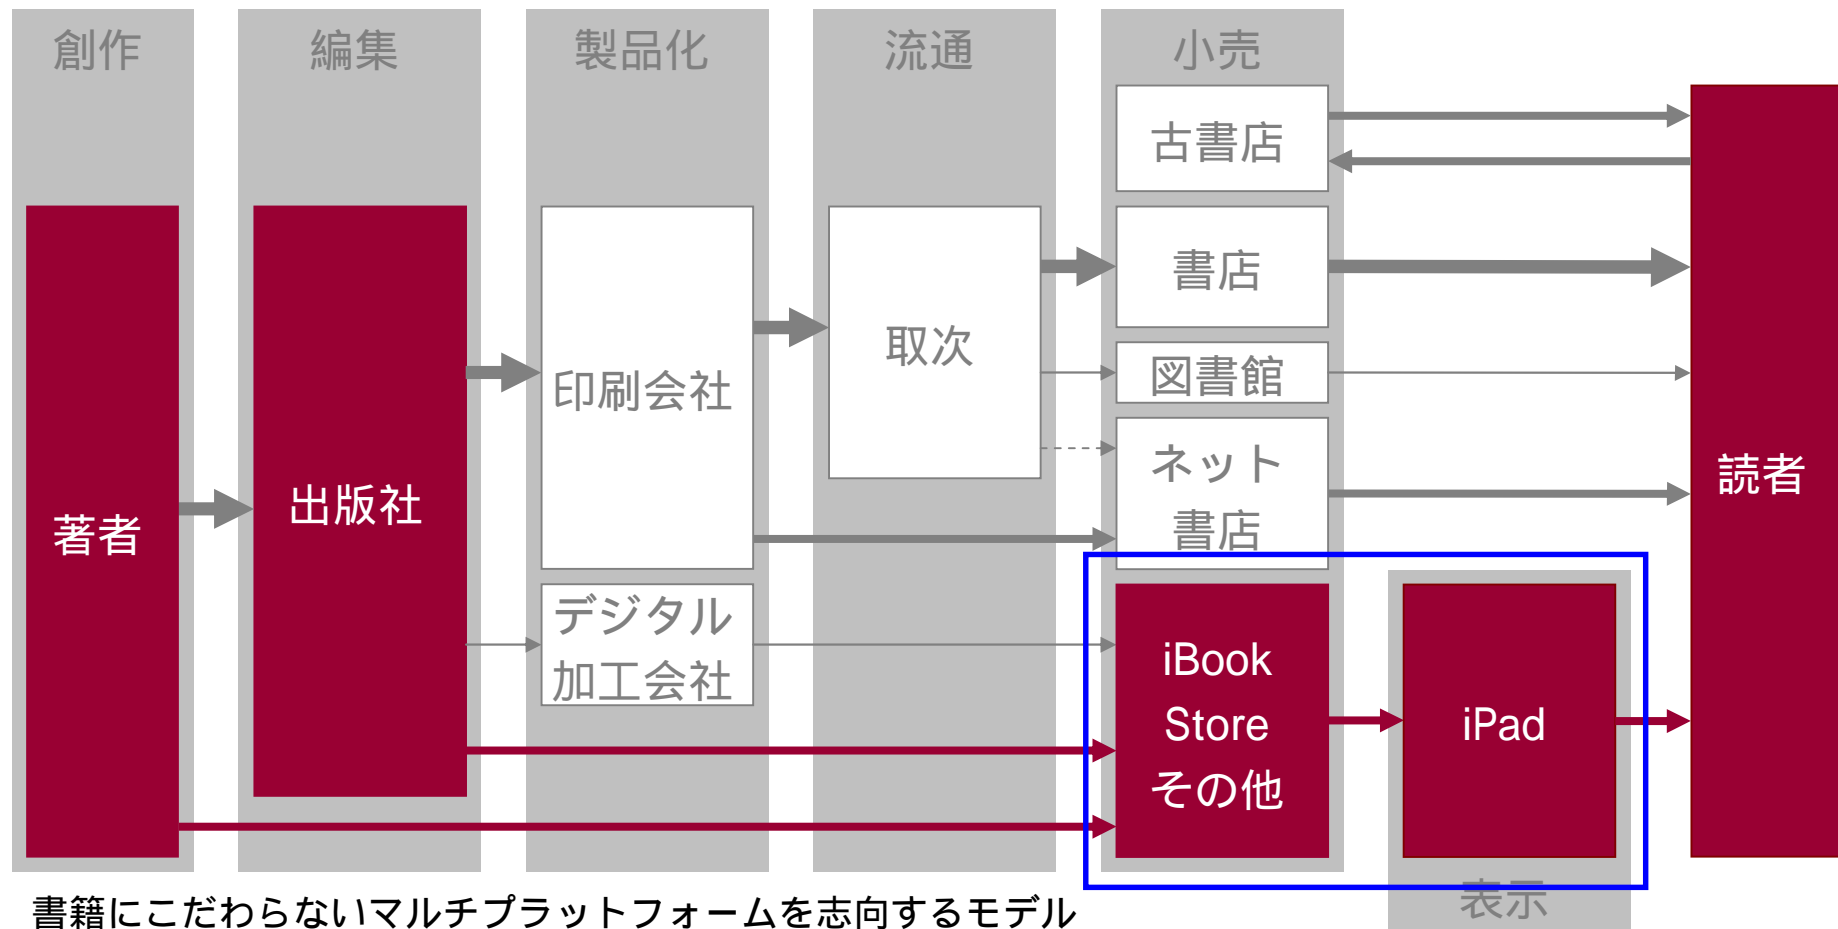 創作
編集
製品化
流通
小売
古書店
書店
図書館
ネット
書店
取次
印刷会社
デジタル
加工会社
出版社
著者
iBook
Store
その他
iPad
読者
表示
書籍にこだわらないマルチプラットフォームを志向するモデル